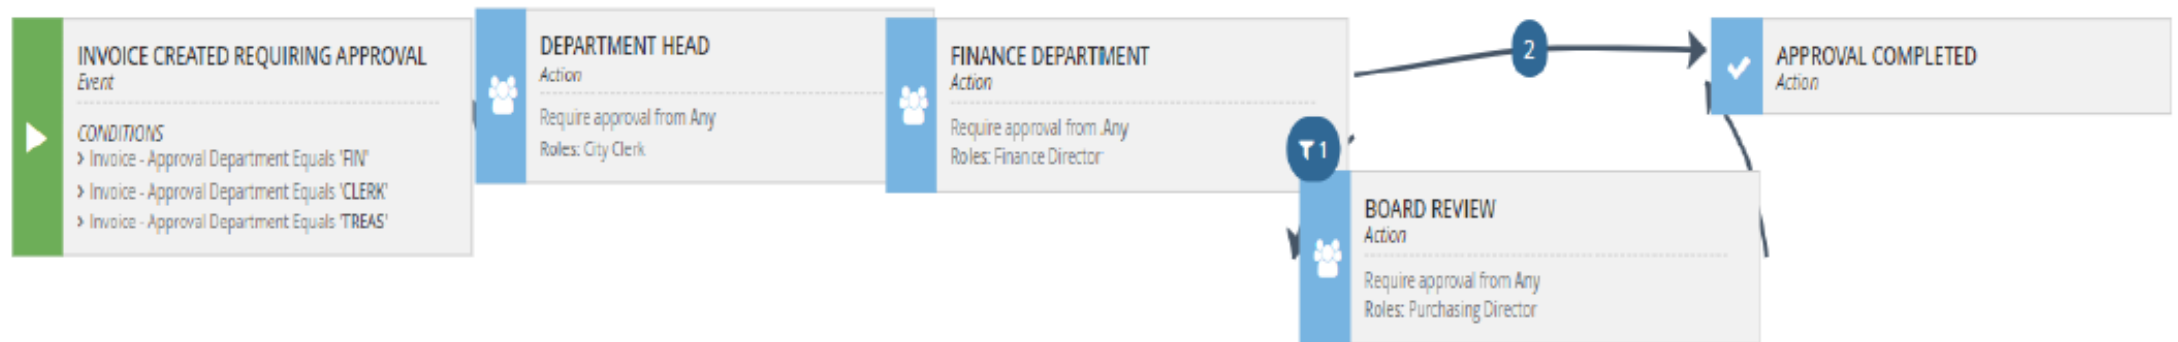 INVOICE CREATED REQUIRING APPROVAL
Event
CONDITIONS
> Invoice - Approval Department Equals 'FIN'
> Invoice - Approval Department Equals 'CLERK'
> Invoice - Approval Department Equals 'TREAS'
DEPARTMENT HEAD
Action
Require approval from Any
Roles: City Clerk
FINANCE DEPARTMENT
Action
Require approval from Any
Roles: Finance Director
1
2
BOARD REVIEW
Action
Require approval from Any
Roles: Purchasing Director
APPROVAL COMPLETED
Action